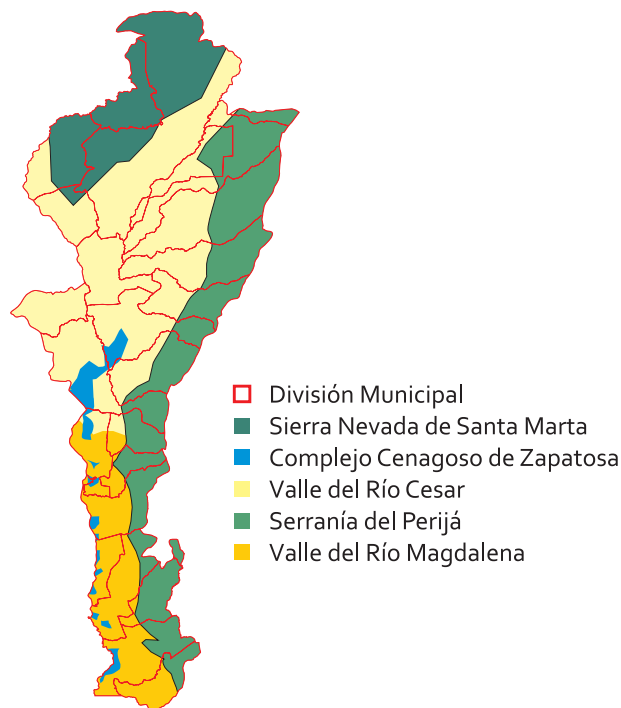 División Municipal
Sierra Nevada de Santa Marta
Complejo Cenagoso de Zapatosa
Valle del Río Cesar
Serranía del Perijá
Valle del Río Magdalena